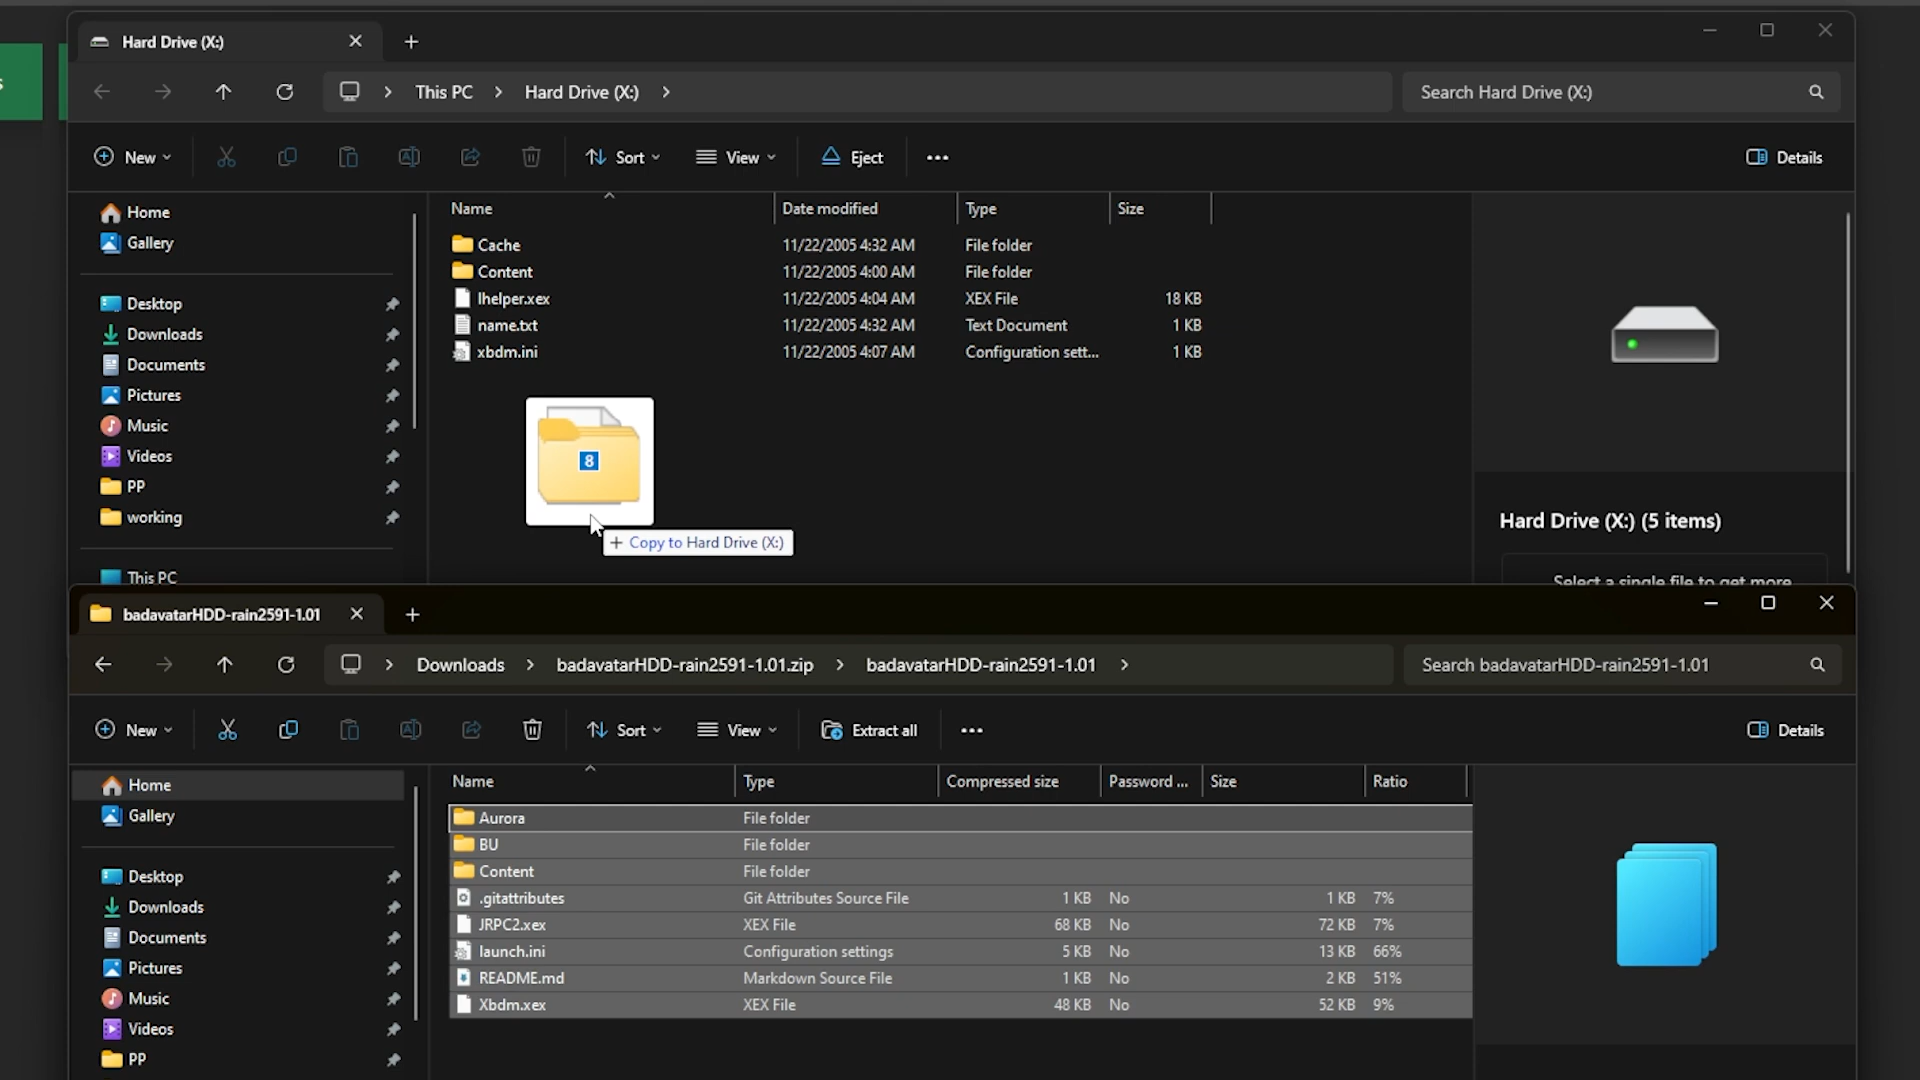 Hard Drive (X:)
This PC > Hard Drive (X:) >
Search Hard Drive (X:)
New
Sort
View
Eject
Details
Home
Gallery
Desktop
Downloads
Documents
Pictures
Music
Videos
PP
working
This PC
Name Date modified Type Size
Cache 11/22/2005 4:32 AM File folder
Content 11/22/2005 4:00 AM File folder
lhelper.xex 11/22/2005 4:04 AM XEX File 18 KB
name.txt 11/22/2005 4:32 AM Text Document 1 KB
xbdm.ini 11/22/2005 4:07 AM Configuration sett... 1 KB
8
+ Copy to Hard Drive (X:)
Hard Drive (X:) (5 items)
Select a single file to get more
badavatarHDD-rain2591-1.01
Downloads > badavatarHDD-rain2591-1.01.zip > badavatarHDD-rain2591-1.01 >
Search badavatarHDD-rain2591-1.01
New
Sort
View
Extract all
Details
Home
Gallery
Desktop
Downloads
Documents
Pictures
Music
Videos
PP
Name Type Compressed size Password ... Size Ratio
Aurora File folder
BU File folder
Content File folder
.gitattributes Git Attributes Source File 1 KB No 1 KB 7%
JRPC2.xex XEX File 68 KB No 72 KB 7%
launch.ini Configuration settings 5 KB No 13 KB 66%
README.md Markdown Source File 1 KB No 2 KB 51%
Xbdm.xex XEX File 48 KB No 52 KB 9%